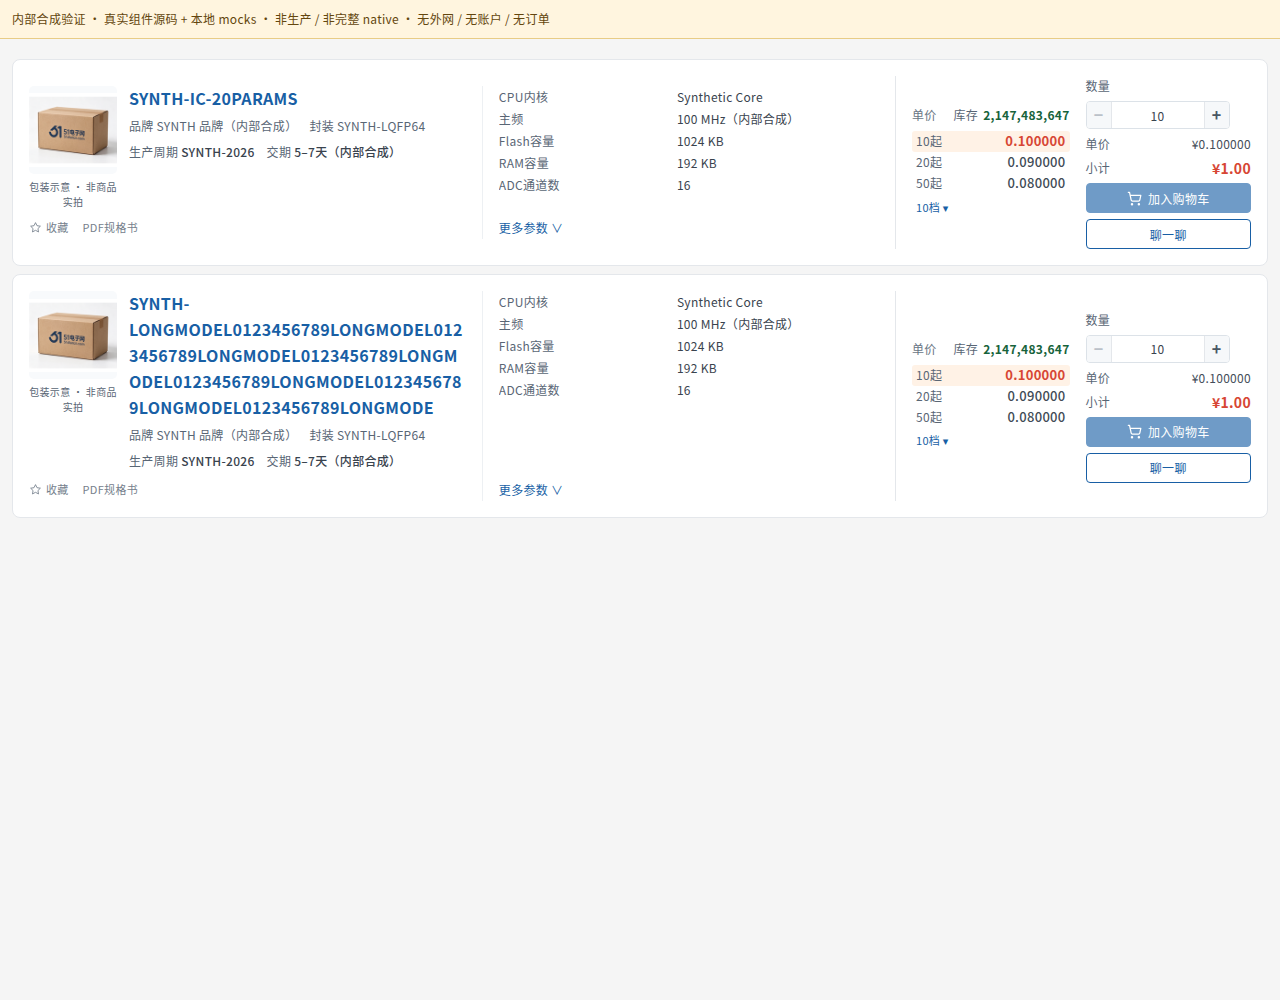 内部合成验证 · 真实组件源码 + 本地 mocks · 非生产 / 非完整 native · 无外网 / 无账户 / 无订单
SYNTH-IC-20PARAMS
品牌 SYNTH 品牌（内部合成） 封装 SYNTH-LQFP64
生产周期 SYNTH-2026 交期 5–7天（内部合成）
51电子网
包装示意 · 非商品
实拍
收藏 PDF规格书
CPU内核 Synthetic Core
主频 100 MHz（内部合成）
Flash容量 1024 KB
RAM容量 192 KB
ADC通道数 16
更多参数 ∨
单价 库存 2,147,483,647
10起 0.100000
20起 0.090000
50起 0.080000
10档 ▾
数量
− 10 +
单价 ¥0.100000
小计 ¥1.00
加入购物车
聊一聊
SYNTH-
LONGMODEL0123456789LONGMODEL012
3456789LONGMODEL0123456789LONGM
ODEL0123456789LONGMODEL012345678
9LONGMODEL0123456789LONGMODE
品牌 SYNTH 品牌（内部合成） 封装 SYNTH-LQFP64
生产周期 SYNTH-2026 交期 5–7天（内部合成）
51电子网
包装示意 · 非商品
实拍
收藏 PDF规格书
CPU内核 Synthetic Core
主频 100 MHz（内部合成）
Flash容量 1024 KB
RAM容量 192 KB
ADC通道数 16
更多参数 ∨
单价 库存 2,147,483,647
10起 0.100000
20起 0.090000
50起 0.080000
10档 ▾
数量
− 10 +
单价 ¥0.100000
小计 ¥1.00
加入购物车
聊一聊